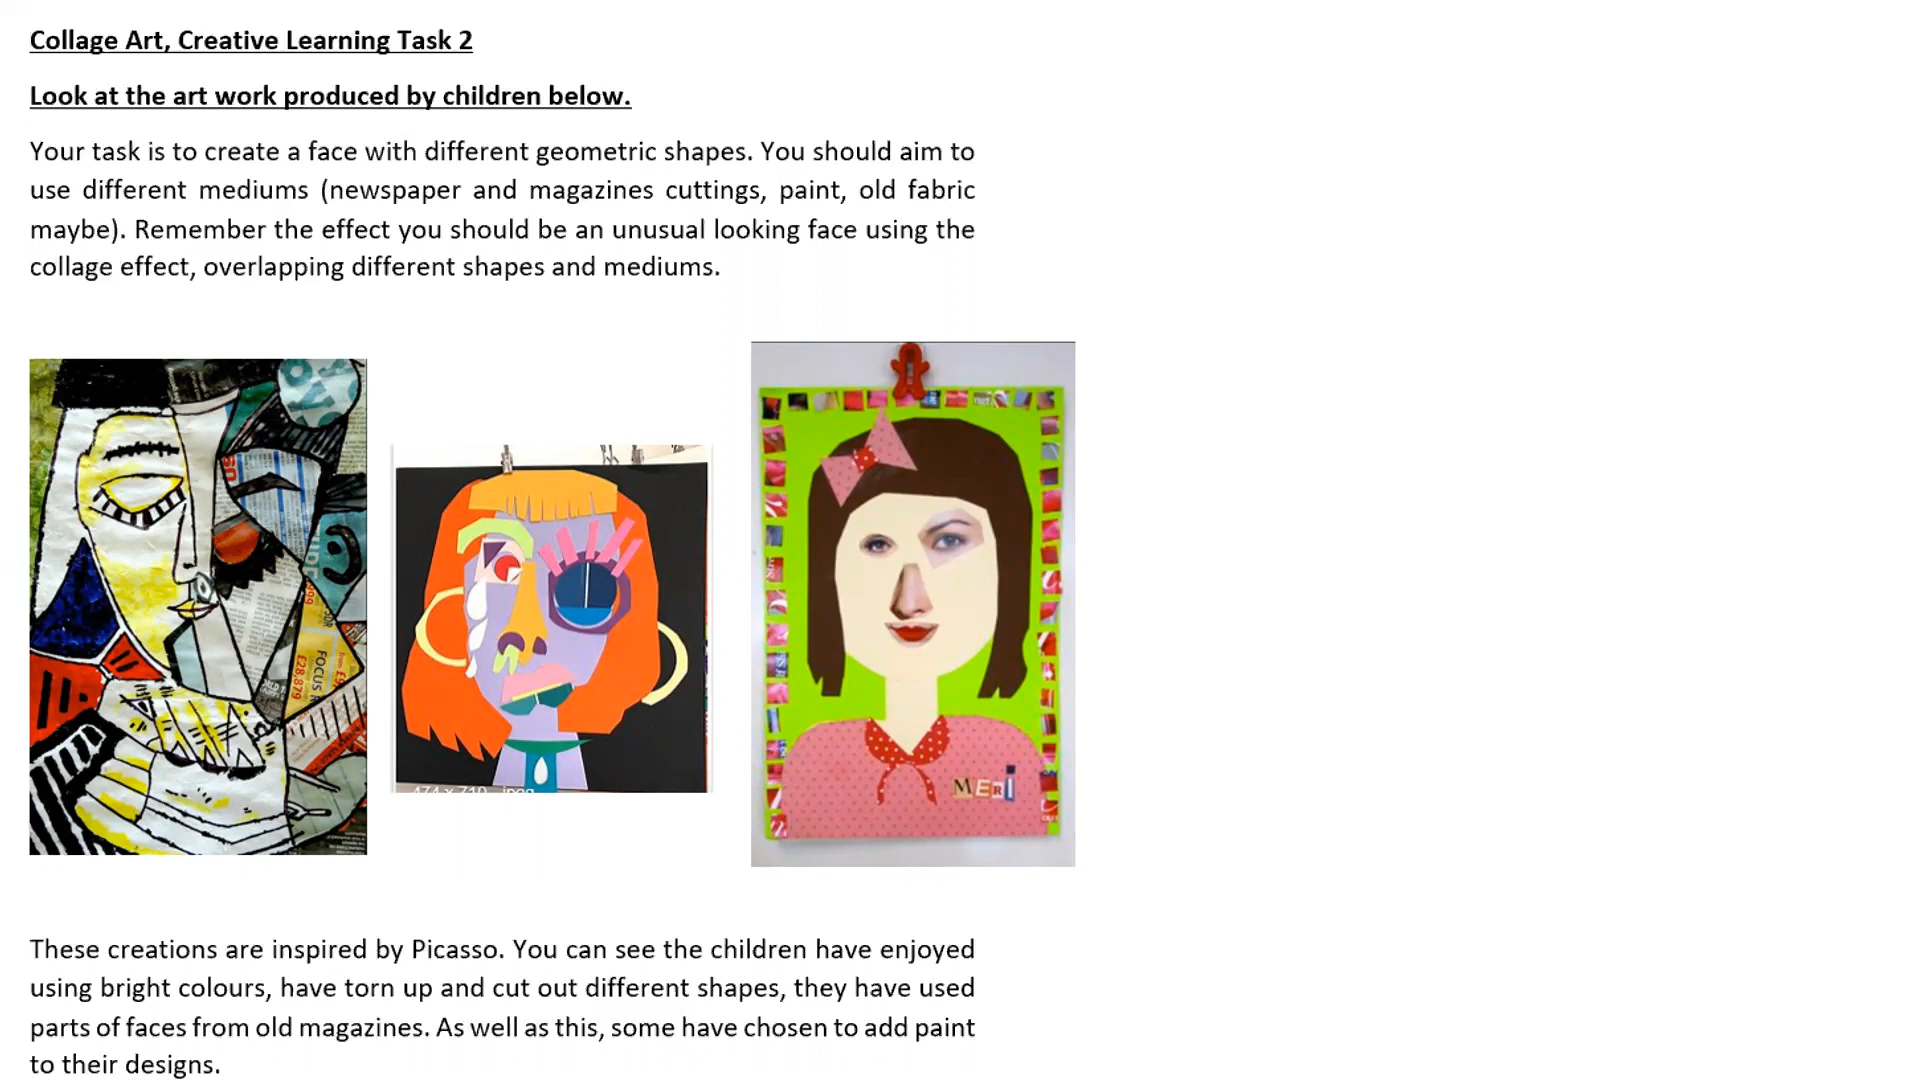 Collage Art, Creative Learning Task 2
Look at the art work produced by children below.
Your task is to create a face with different geometric shapes. You should aim to
use different mediums (newspaper and magazines cuttings, paint, old fabric
maybe). Remember the effect you should be an unusual looking face using the
collage effect, overlapping different shapes and mediums.
FOCUS
£28,879
MERi
These creations are inspired by Picasso. You can see the children have enjoyed
using bright colours, have torn up and cut out different shapes, they have used
parts of faces from old magazines. As well as this, some have chosen to add paint
to their designs.